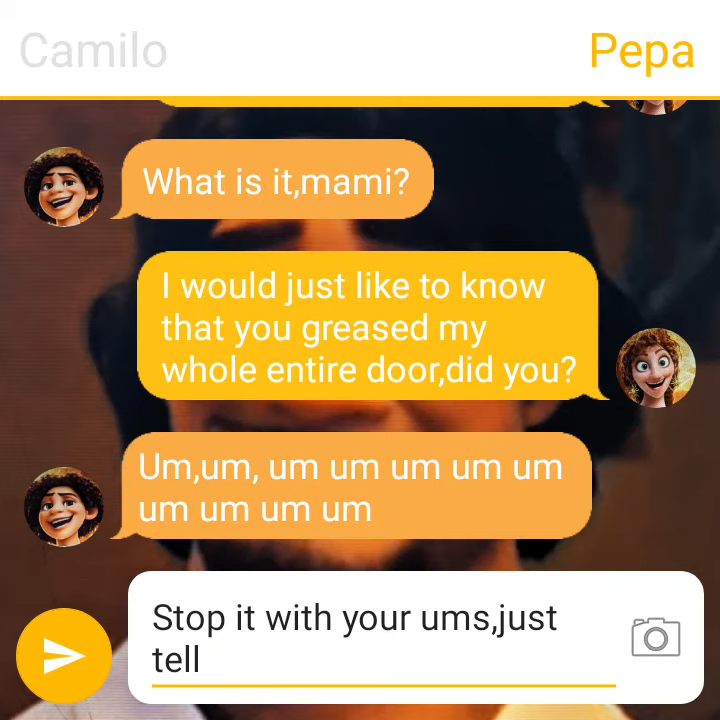 Camilo
Pepa
What is it,mami?
I would just like to know
that you greased my
whole entire door,did you?
Um,um, um um um um um
um um um um
Stop it with your ums,just
tell